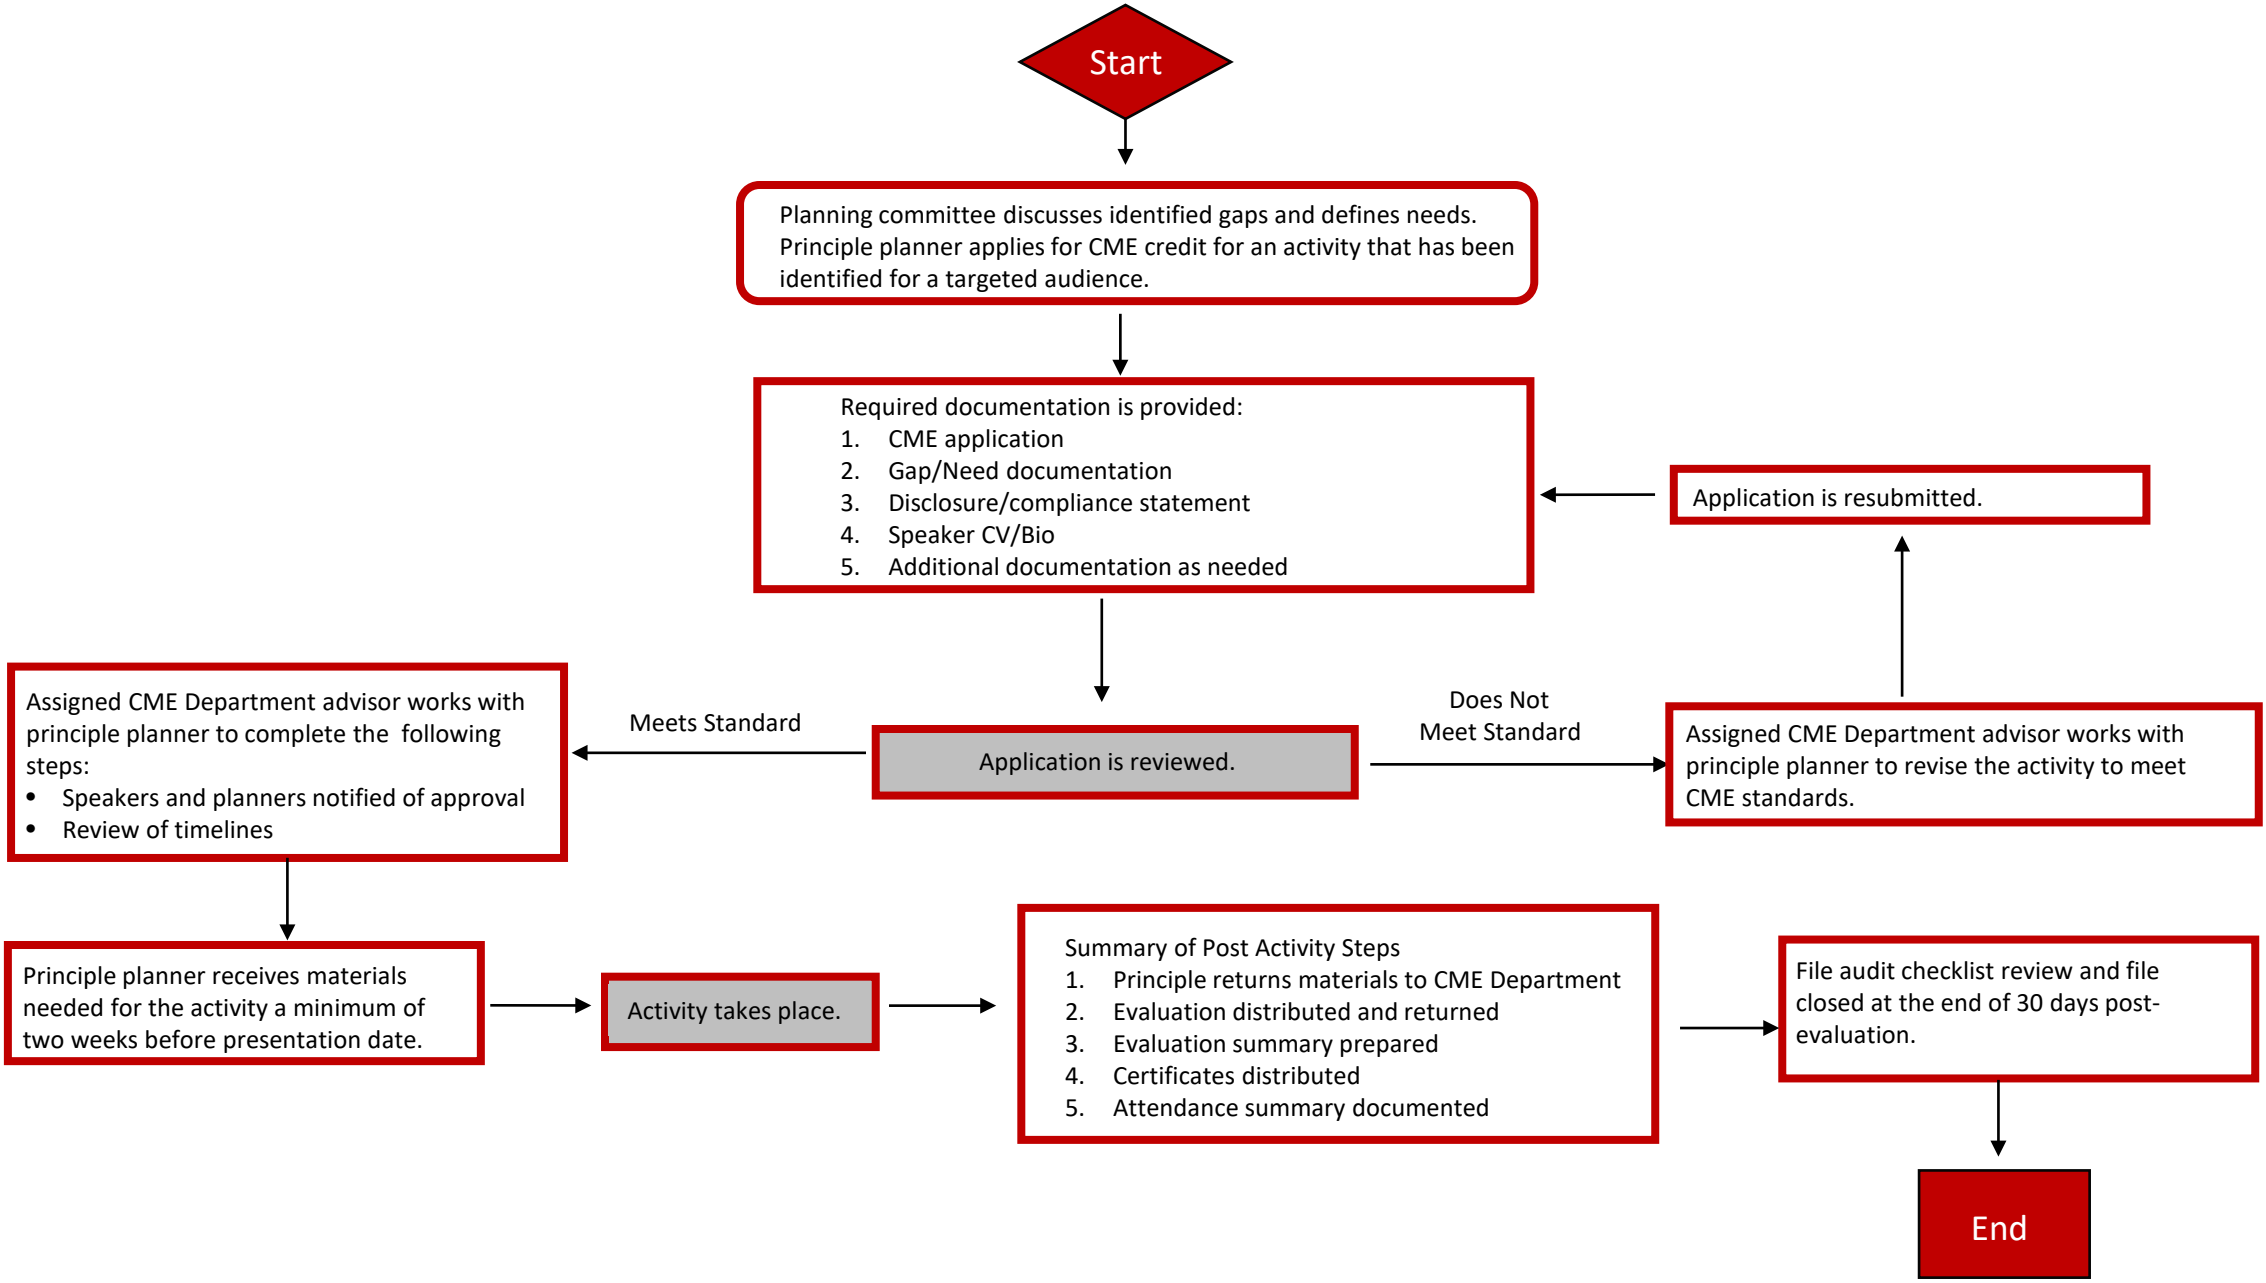 Start
Planning committee discusses identified gaps and defines needs.
Principle planner applies for CME credit for an activity that has been
identified for a targeted audience.
Required documentation is provided:
1. CME application
2. Gap/Need documentation
3. Disclosure/compliance statement
4. Speaker CV/Bio
5. Additional documentation as needed
Application is resubmitted.
Assigned CME Department advisor works with
principle planner to complete the following
steps:
• Speakers and planners notified of approval
• Review of timelines
Meets Standard
Application is reviewed.
Does Not
Meet Standard
Assigned CME Department advisor works with
principle planner to revise the activity to meet
CME standards.
Principle planner receives materials
needed for the activity a minimum of
two weeks before presentation date.
Activity takes place.
Summary of Post Activity Steps
1. Principle returns materials to CME Department
2. Evaluation distributed and returned
3. Evaluation summary prepared
4. Certificates distributed
5. Attendance summary documented
File audit checklist review and file
closed at the end of 30 days post-
evaluation.
End